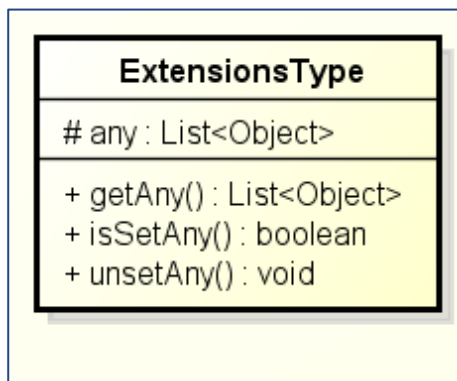 ExtensionsType
# any : List<Object>
+ getAny() : List<Object>
+ isSetAny() : boolean
+ unsetAny() : void